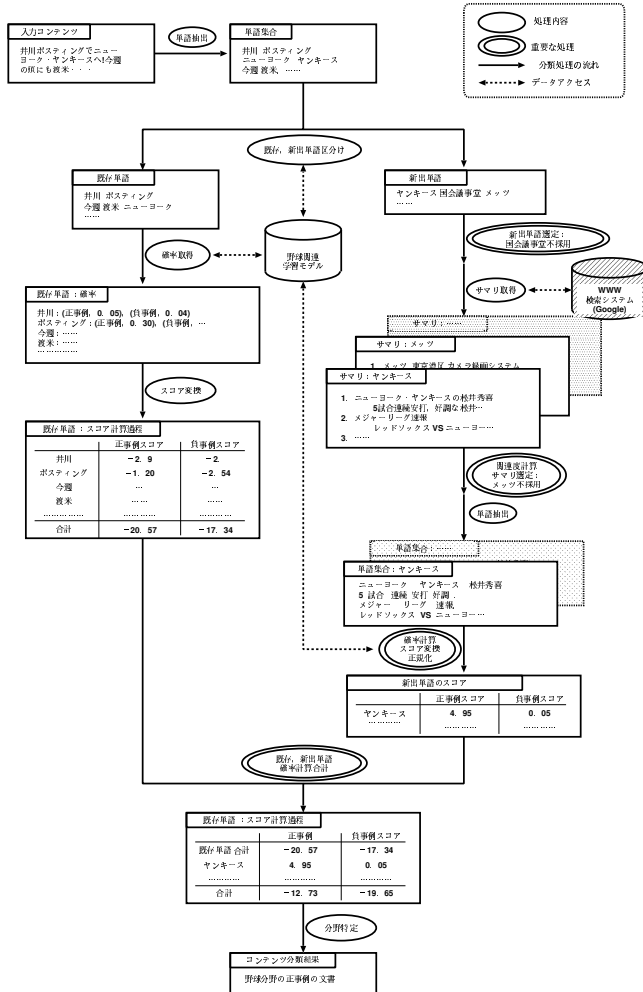 入力コンテンツ
井川ポスティングでニュー
ヨーク・ヤンキースへ!今週
の頃にも渡米・・・
単語抽出
単語集合
井川 ポスティング
ニューヨーク ヤンキース
今週 渡米, ……
処理内容
重要な処理
分類処理の流れ
データアクセス
既存, 新出単語区分け
既存単語
井川 ポスティング
今週 渡米 ニューヨーク
……
新出単語
ヤンキース 国会議事堂 メッツ
……
確率取得
野球関連
学習モデル
新出単語選定:
国会議事堂不採用
サマリ取得
WWW
検索システム
(Google)
既存単語:確率
井川:(正事例, 0. 05), (負事例, 0. 04)
ポスティング:(正事例, 0. 30), (負事例, …
今週:……
渡米:……
……………
サマリ:……
サマリ:メッツ
1. メッツ 東京港区 カメラ録画システム
サマリ:ヤンキース
1. ニューヨーク・ヤンキースの松井秀喜
5試合連続安打, 好調な松井…
2. メジャーリーグ速報
レッドソックス VS ニューヨー…
3. ……
スコア変換
既存単語:スコア計算過程
正事例スコア 負事例スコア
井川 −2. 9 −2.
ポスティング −1. 20 −2. 54
今週 … …
渡米 …… ……
…………… ………… …………
合計 −20. 57 −17. 34
関連度計算
サマリ選定:
メッツ不採用
単語抽出
単語集合:……
単語集合:ヤンキース
ニューヨーク ヤンキース 松井秀喜
5 試合 連続 安打 好調 .
メジャー リーグ 速報,
レッドソックス VS ニューヨー…
確率計算
スコア変換
正規化
新出単語のスコア
正事例スコア 負事例スコア
ヤンキース 4. 95 0. 05
………… ………… …………
既存, 新出単語
確率計算合計
既存単語:スコア計算過程
正事例 負事例スコア
既存単語合計 −20. 57 −17. 34
ヤンキース 4. 95 0. 05
………… ………… …………
合計 −12. 73 −19. 65
分野特定
コンテンツ分類結果
野球分野の正事例の文書